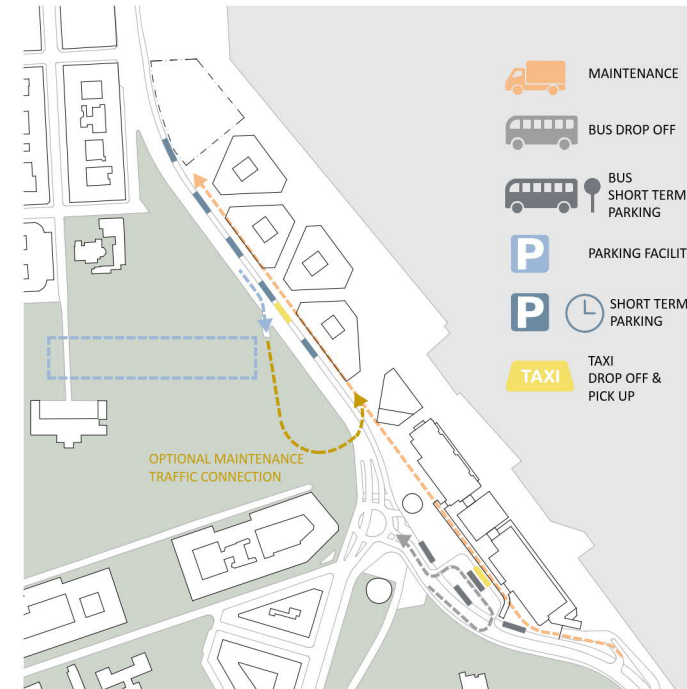 MAINTENANCE
BUS DROP OFF
BUS
SHORT TERM
PARKING
P
PARKING FACILIT
P
SHORT TERM
PARKING
TAXI
TAXI
DROP OFF &
PICK UP
OPTIONAL MAINTENANCE
TRAFFIC CONNECTION